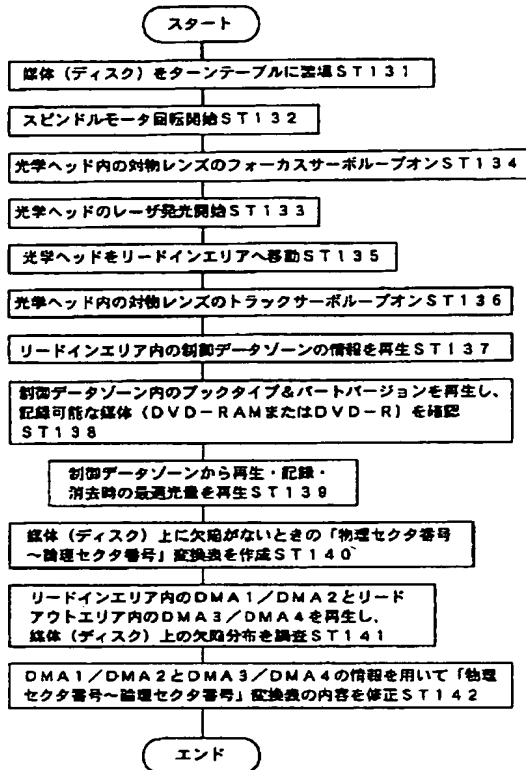 スタート
媒体（ディスク）をターンテーブルに装填ＳＴ１３１
スピンドルモータ回転開始ＳＴ１３２
光学ヘッド内の対物レンズのフォーカスサーボループオンＳＴ１３４
光学ヘッドのレーザ発光開始ＳＴ１３３
光学ヘッドをリードインエリアへ移動ＳＴ１３５
光学ヘッド内の対物レンズのトラックサーボループオンＳＴ１３６
リードインエリア内の制御データゾーンの情報を再生ＳＴ１３７
制御データゾーン内のブックタイプ＆パートバージョンを再生し、
記録可能な媒体（ＤＶＤ－ＲＡＭまたはＤＶＤ－Ｒ）を確認
ＳＴ１３８
制御データゾーンから再生・記録・
消去時の最適光量を再生ＳＴ１３９
媒体（ディスク）上に欠陥がないときの「物理セクタ番号
～論理セクタ番号」変換表を作成ＳＴ１４０
リードインエリア内のＤＭＡ１／ＤＭＡ２とリード
アウトエリア内のＤＭＡ３／ＤＭＡ４を再生し、
媒体（ディスク）上の欠陥分布を調査ＳＴ１４１
ＤＭＡ１／ＤＭＡ２とＤＭＡ３／ＤＭＡ４の情報を用いて「物理
セクタ番号～論理セクタ番号」変換表の内容を修正ＳＴ１４２
エンド